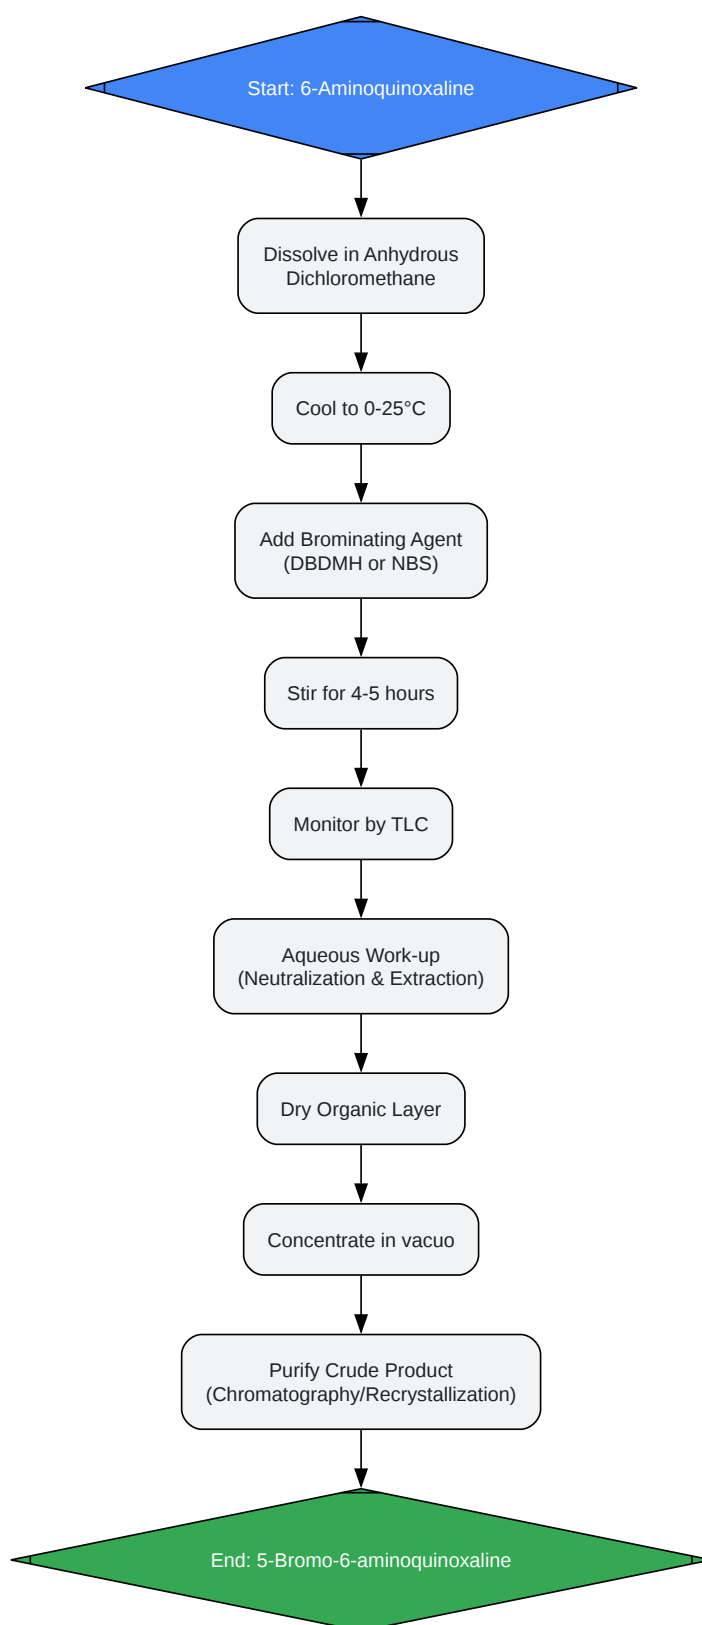 Start: 6-Aminoquinoxaline
Dissolve in Anhydrous
Dichloromethane
Cool to 0-25°C
Add Brominating Agent
(DBDMH or NBS)
Stir for 4-5 hours
Monitor by TLC
Aqueous Work-up
(Neutralization & Extraction)
Dry Organic Layer
Concentrate in vacuo
Purify Crude Product
(Chromatography/Recrystallization)
End: 5-Bromo-6-aminoquinoxaline